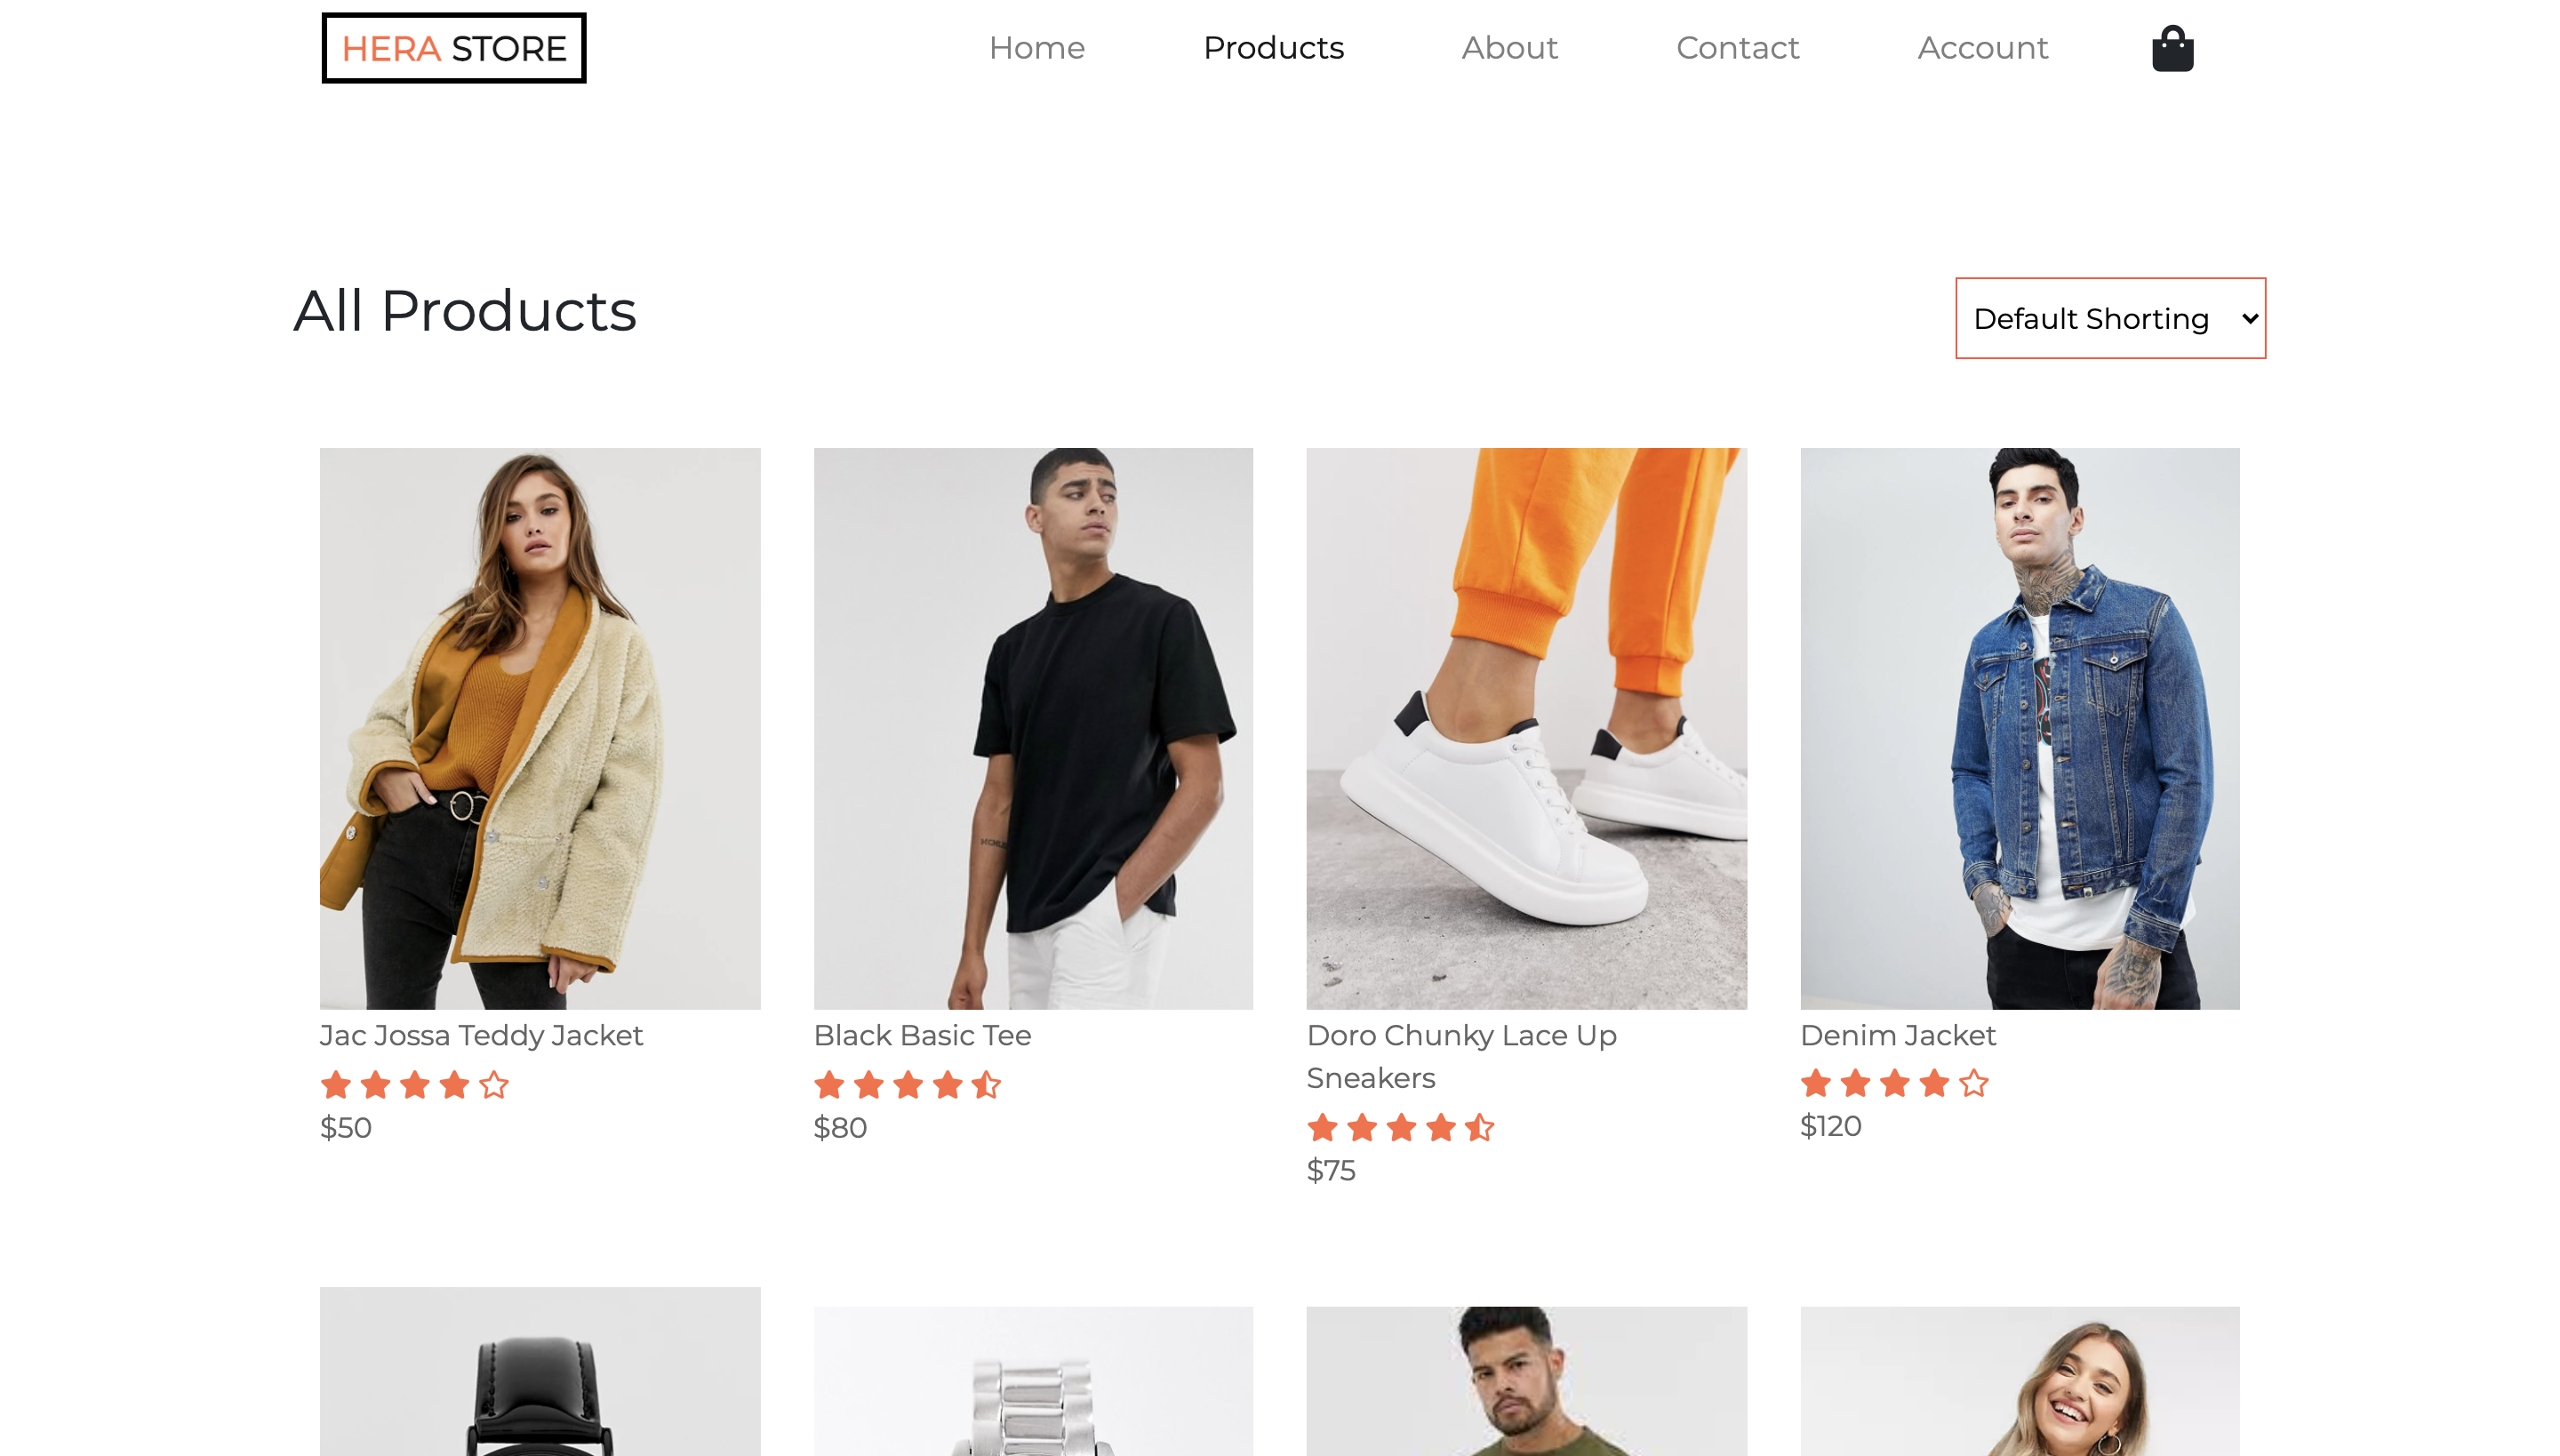 HERA STORE
Home
Products
About
Contact
Account
All Products
Default Shorting
Jac Jossa Teddy Jacket
$50
Black Basic Tee
$80
Doro Chunky Lace Up
Sneakers
$75
Denim Jacket
$120